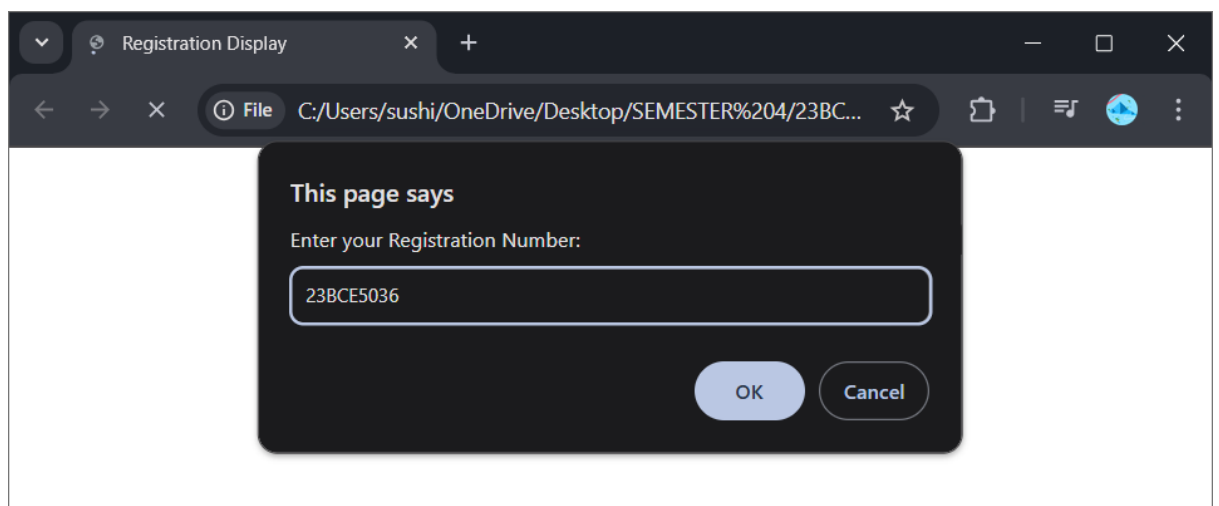 Registration Display
File C:/Users/sushi/OneDrive/Desktop/SEMESTER%204/23BC...
This page says
Enter your Registration Number:
23BCE5036
OK Cancel